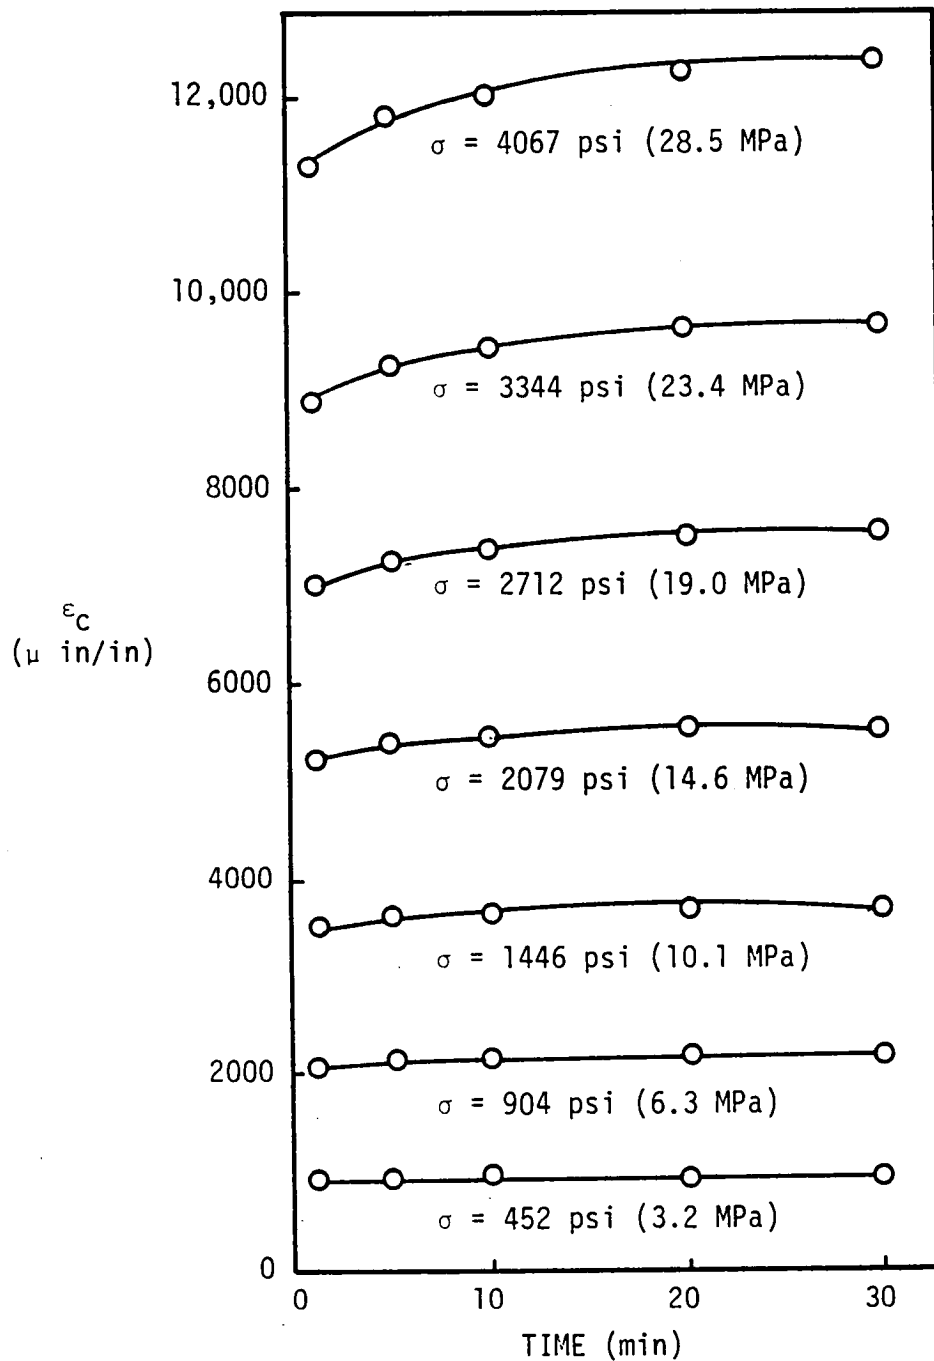 12,000
σ = 4067 psi (28.5 MPa)
10,000
σ = 3344 psi (23.4 MPa)
8000
σ = 2712 psi (19.0 MPa)
εc
(μ in/in)
6000
σ = 2079 psi (14.6 MPa)
4000
σ = 1446 psi (10.1 MPa)
2000
σ = 904 psi (6.3 MPa)
σ = 452 psi (3.2 MPa)
0
0 10 20 30
TIME (min)